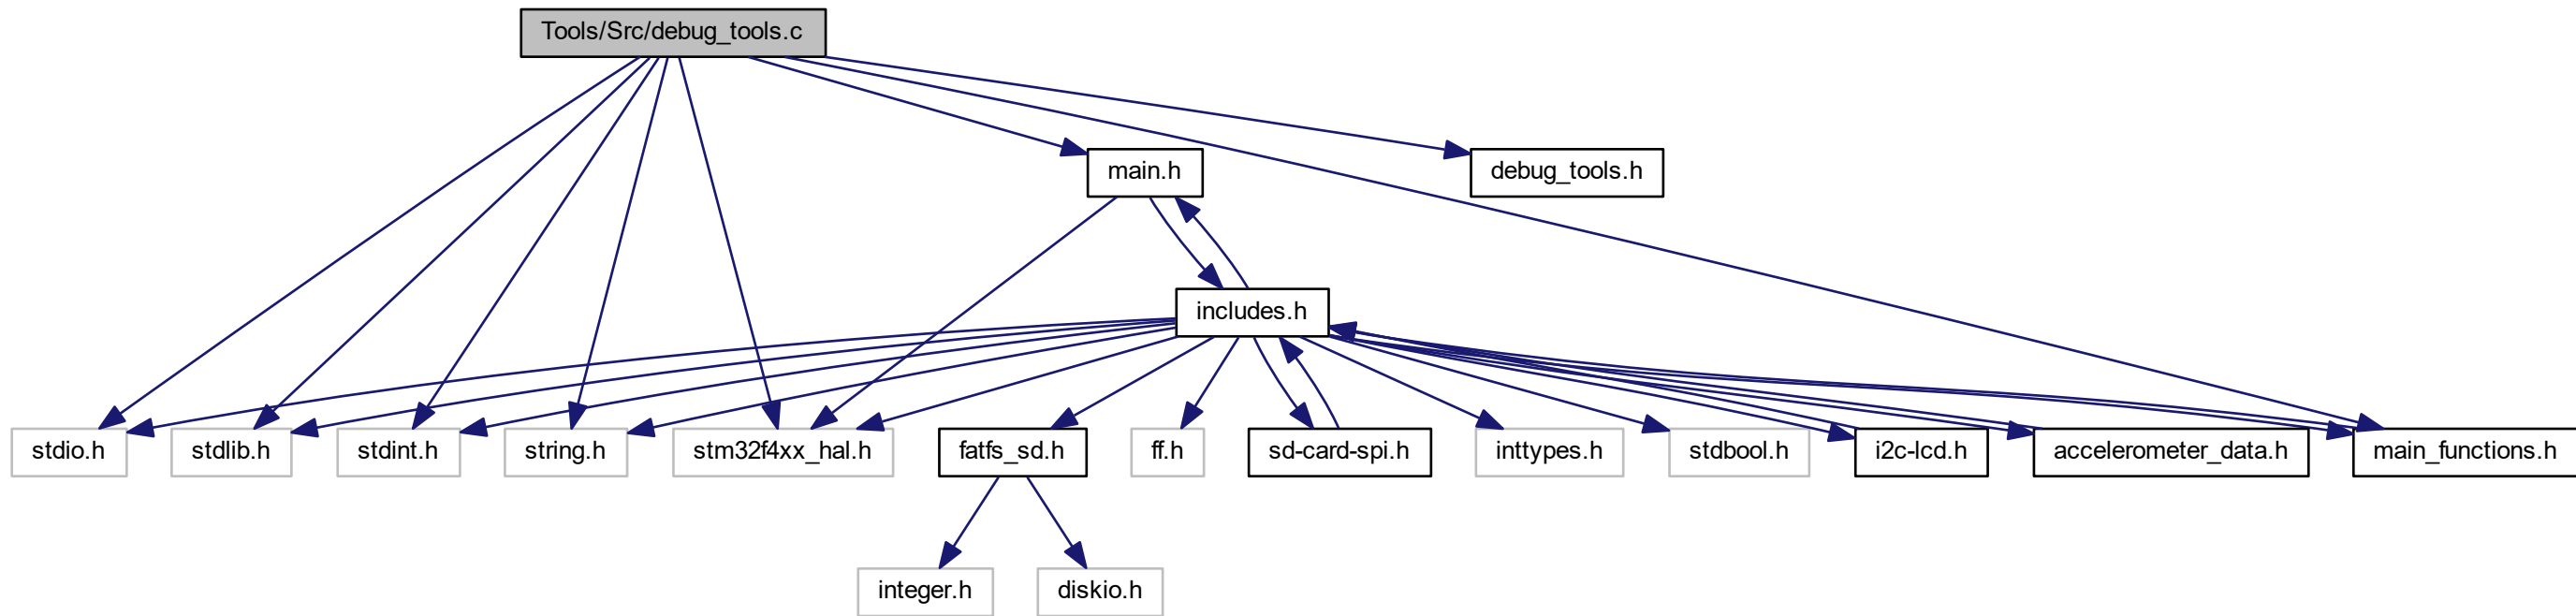 Tools/Src/debug_tools.c
main.h
debug_tools.h
includes.h
stdio.h
stdlib.h
stdint.h
string.h
stm32f4xx_hal.h
fatfs_sd.h
ff.h
sd-card-spi.h
inttypes.h
stdbool.h
i2c-lcd.h
accelerometer_data.h
main_functions.h
integer.h
diskio.h